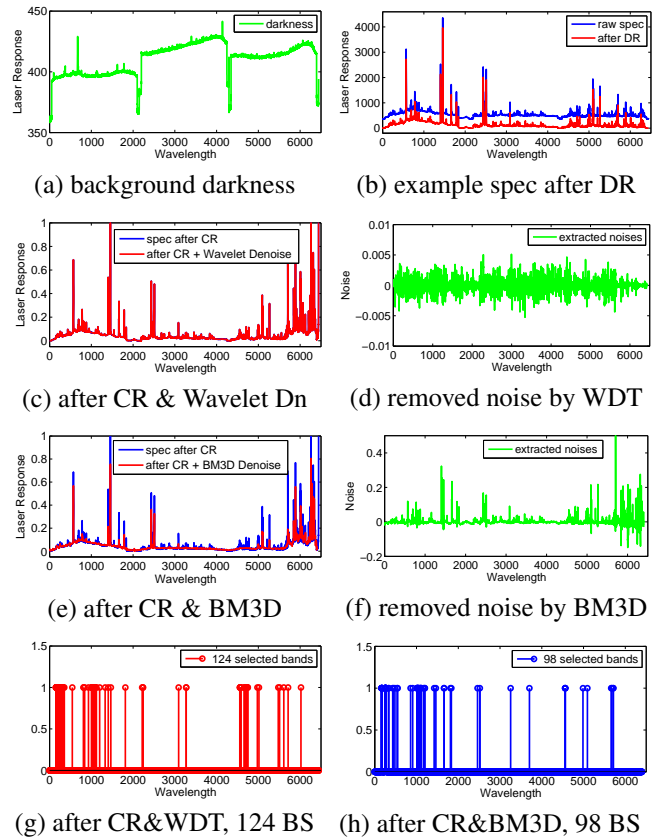 450
400
350
Laser Response
darkness
0 1000 2000 3000 4000 5000 6000
Wavelength
(a) background darkness
4000
3000
2000
1000
0
Laser Response
raw spec
after DR
0 1000 2000 3000 4000 5000 6000
Wavelength
(b) example spec after DR
1
0.8
0.6
0.4
0.2
0
Laser Response
spec after CR
after CR + Wavelet Denoise
0 1000 2000 3000 4000 5000 6000
Wavelength
(c) after CR & Wavelet Dn
0.01
0.005
0
−0.005
−0.01
Noise
extracted noises
0 1000 2000 3000 4000 5000 6000
Wavelength
(d) removed noise by WDT
1
0.8
0.6
0.4
0.2
0
Laser Response
spec after CR
after CR + BM3D Denoise
0 1000 2000 3000 4000 5000 6000
Wavelength
(e) after CR & BM3D
0.4
0.2
0
−0.2
Noise
extracted noises
0 1000 2000 3000 4000 5000 6000
Wavelength
(f) removed noise by BM3D
1.5
1
0.5
0
124 selected bands
0 1000 2000 3000 4000 5000 6000
Wavelength
(g) after CR&WDT, 124 BS
1.5
1
0.5
0
98 selected bands
0 1000 2000 3000 4000 5000 6000
Wavelength
(h) after CR&BM3D, 98 BS